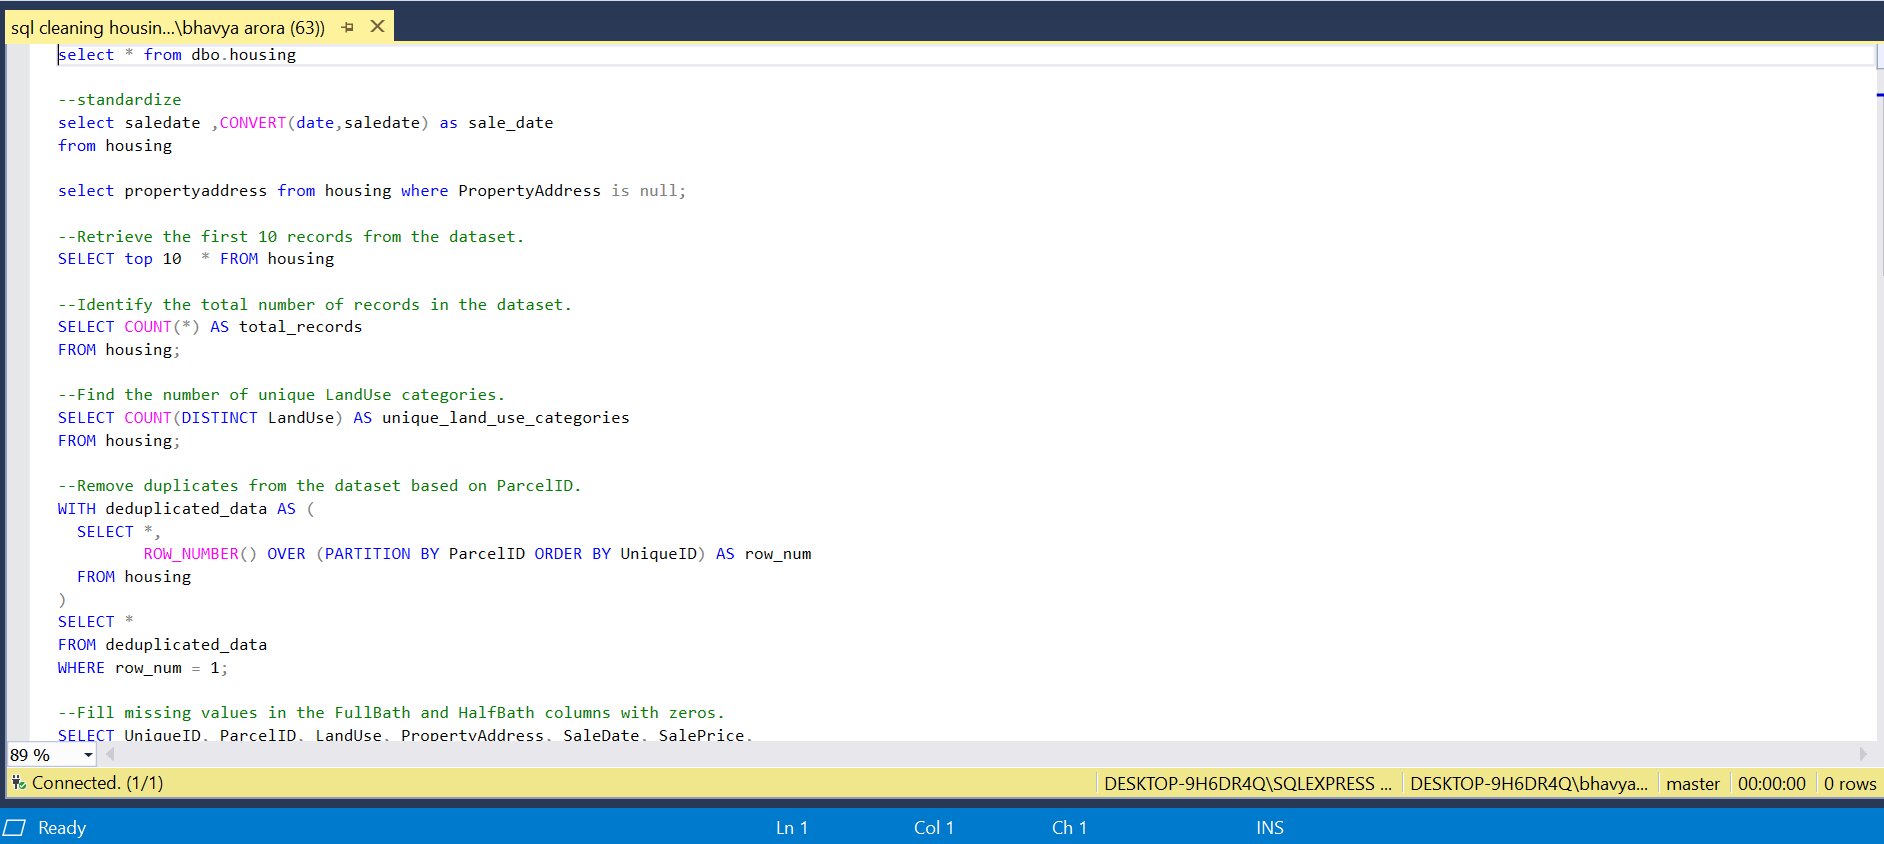 sql cleaning housin...\bhavya arora (63))
select * from dbo.housing
--standardize
select saledate ,CONVERT(date,saledate) as sale_date
from housing
select propertyaddress from housing where PropertyAddress is null;
--Retrieve the first 10 records from the dataset.
SELECT top 10  * FROM housing
--Identify the total number of records in the dataset.
SELECT COUNT(*) AS total_records
FROM housing;
--Find the number of unique LandUse categories.
SELECT COUNT(DISTINCT LandUse) AS unique_land_use_categories
FROM housing;
--Remove duplicates from the dataset based on ParcelID.
WITH deduplicated_data AS (
  SELECT *,
         ROW_NUMBER() OVER (PARTITION BY ParcelID ORDER BY UniqueID) AS row_num
  FROM housing
)
SELECT *
FROM deduplicated_data
WHERE row_num = 1;
--Fill missing values in the FullBath and HalfBath columns with zeros.
SELECT UniqueID, ParcelID, LandUse, PropertyAddress, SaleDate, SalePrice,
89 %
Connected. (1/1) DESKTOP-9H6DR4Q\SQLEXPRESS ... DESKTOP-9H6DR4Q\bhavya... master 00:00:00 0 rows
Ready Ln 1 Col 1 Ch 1 INS